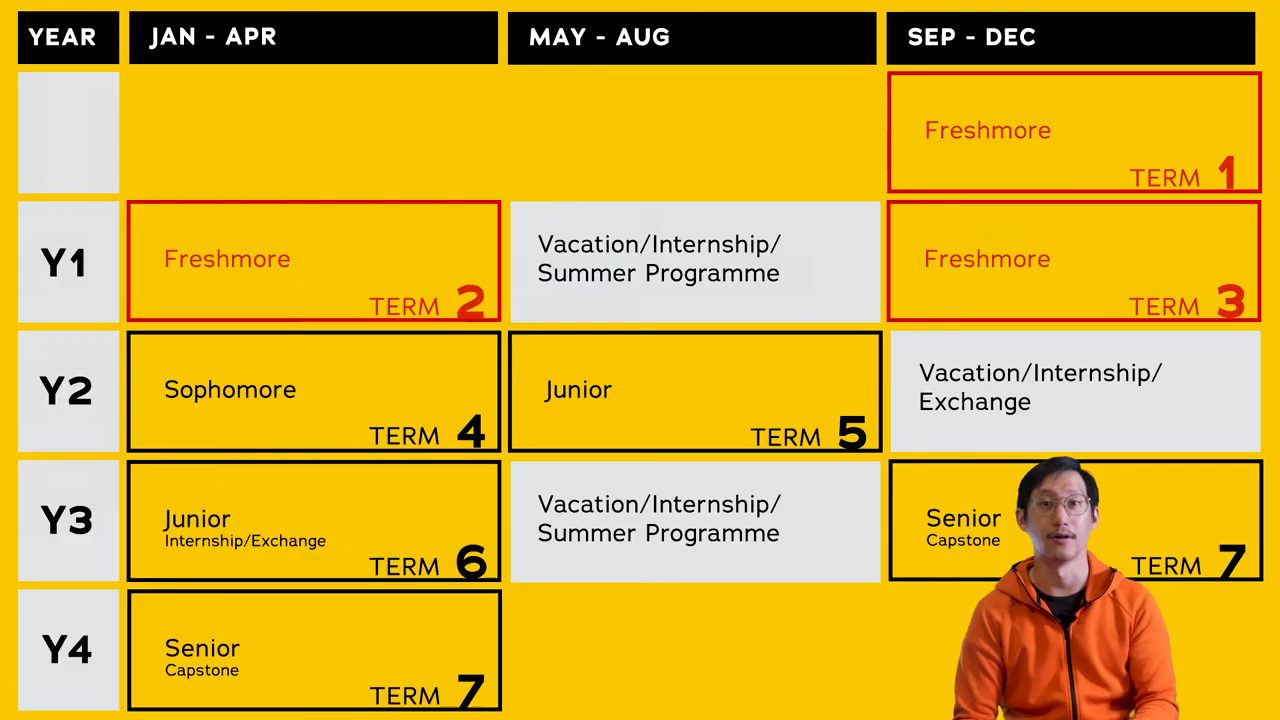 YEAR
JAN - APR
MAY - AUG
SEP - DEC
Freshmore
TERM 1
Y1
Freshmore
TERM 2
Vacation/Internship/
Summer Programme
Freshmore
TERM 3
Y2
Sophomore
TERM 4
Junior
TERM 5
Vacation/Internship/
Exchange
Y3
Junior
Internship/Exchange
TERM 6
Vacation/Internship/
Summer Programme
Senior
Capstone
TERM 7
Y4
Senior
Capstone
TERM 7